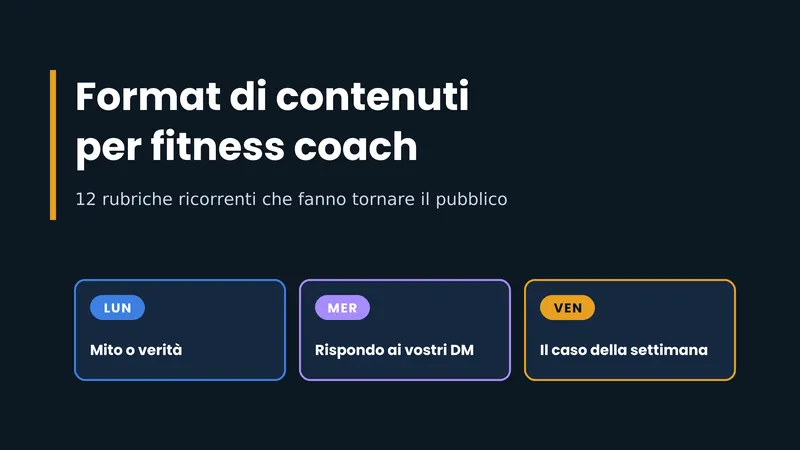 Format di contenuti
per fitness coach
12 rubriche ricorrenti che fanno tornare il pubblico
LUN
Mito o verità
MER
Rispondo ai vostri DM
VEN
Il caso della settimana